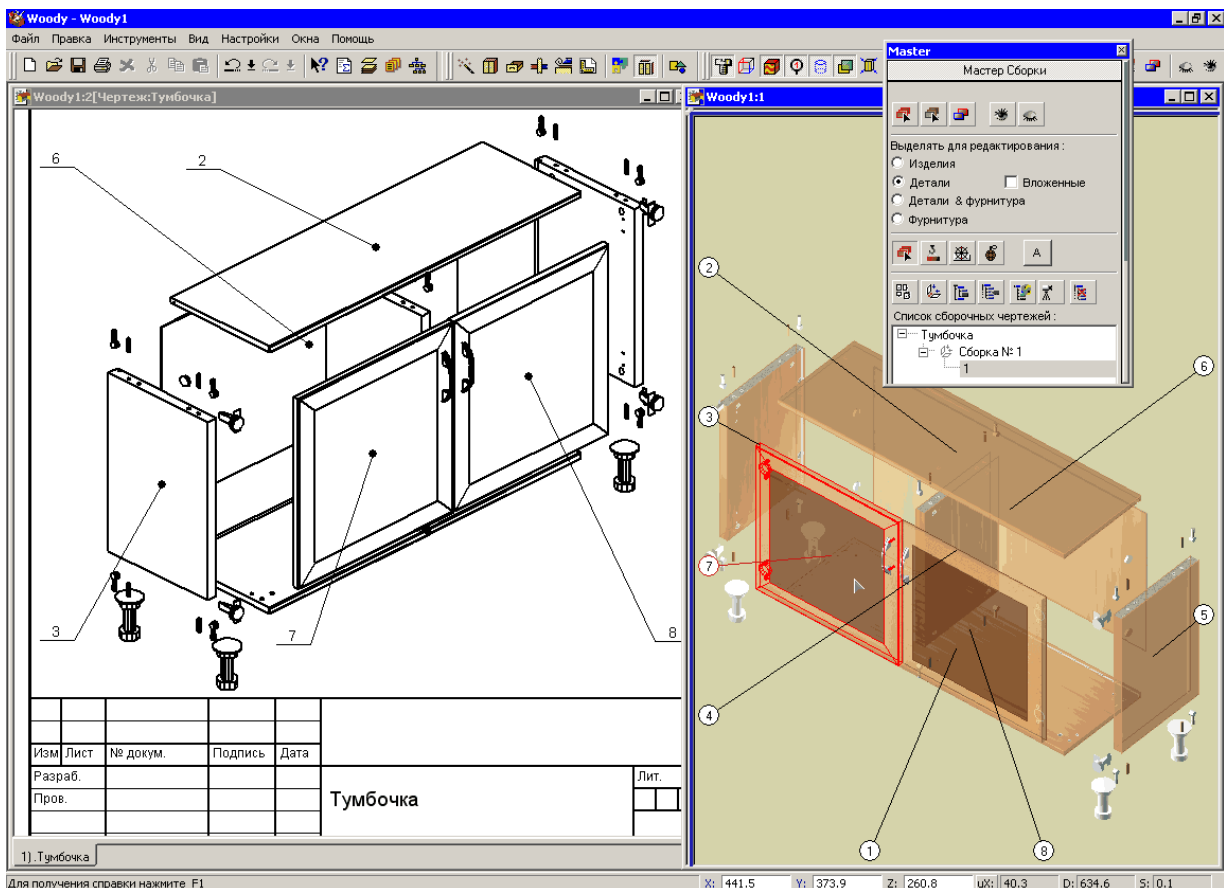 Woody - Woody1
Файл Правка Инструменты Вид Настройки Окна Помощь
Woody1:2[Чертеж:Тумбочка]
6
2
3
7
8
Изм Лист № докум. Подпись Дата
Разраб.
Пров.
Тумбочка
Лит.
1).Тумбочка
Woody1:1
Master
Мастер Сборки
Выделять для редактирования :
Изделия
Детали Вложенные
Детали & фурнитура
Фурнитура
A
Список сборочных чертежей :
Тумбочка
Сборка № 1
1
2
6
3
7
5
4
1
8
Для получения справки нажмите F1
X: 441.5 Y: 373.9 Z: 260.8 uX: 40.3 D: 634.6 S: 0.1